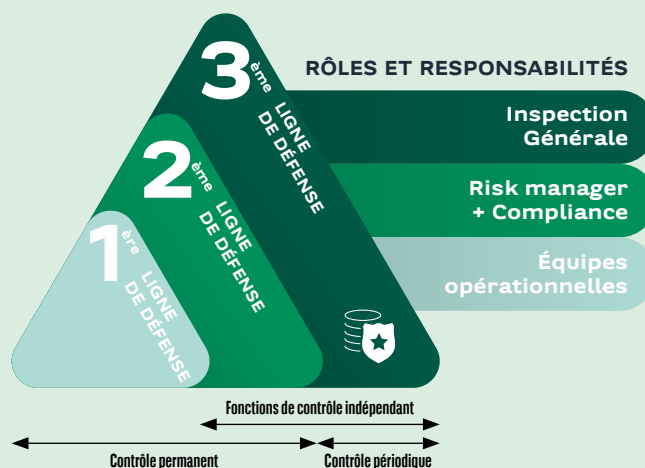 RÔLES ET RESPONSABILITÉS
3ème LIGNE
DE DÉFENSE
Inspection
Générale
2ème LIGNE
DE DÉFENSE
Risk manager
+ Compliance
1ère LIGNE
DE DÉFENSE
Équipes
opérationnelles
Fonctions de contrôle indépendant
Contrôle permanent
Contrôle périodique